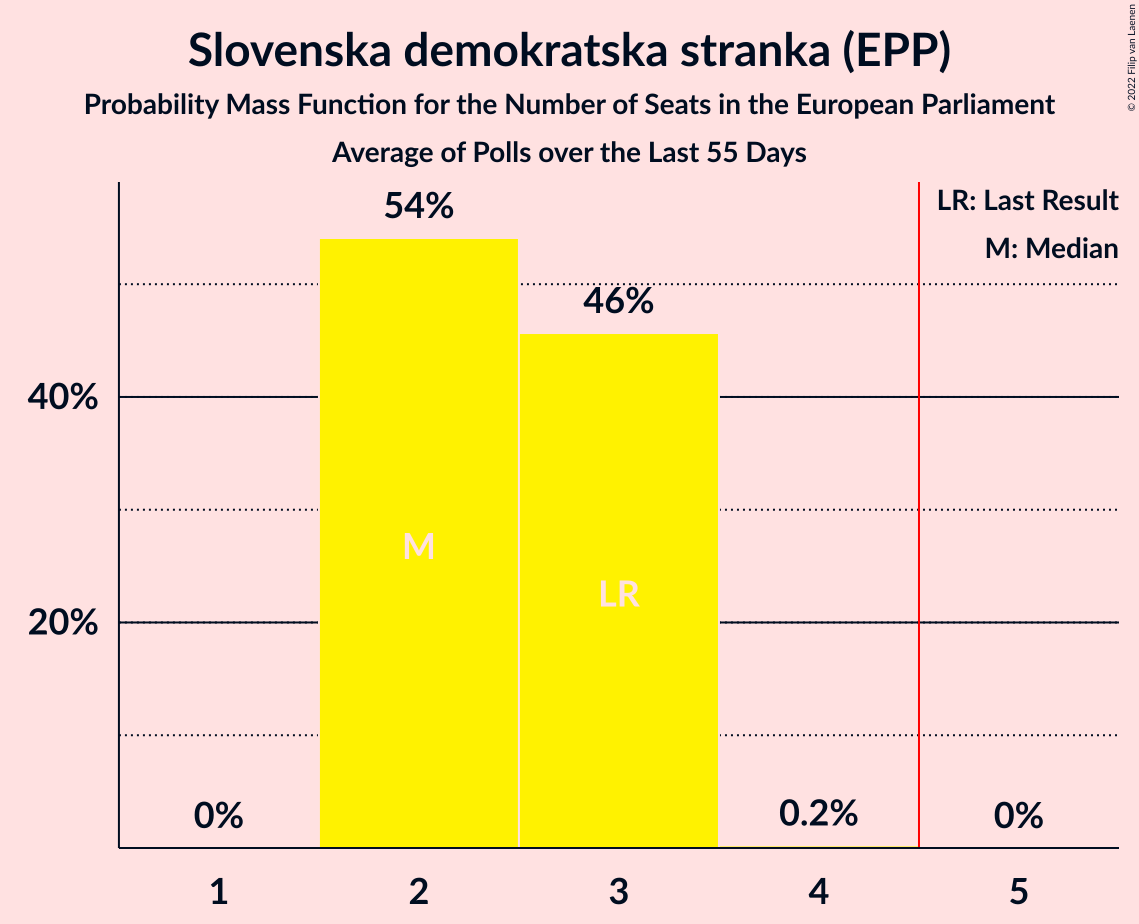 Slovenska demokratska stranka (EPP)
Probability Mass Function for the Number of Seats in the European Parliament
Average of Polls over the Last 55 Days
© 2022 Filip van Laenen
LR: Last Result
M: Median
54%
46%
40%
20%
M
LR
0%
0.2%
0%
1
2
3
4
5